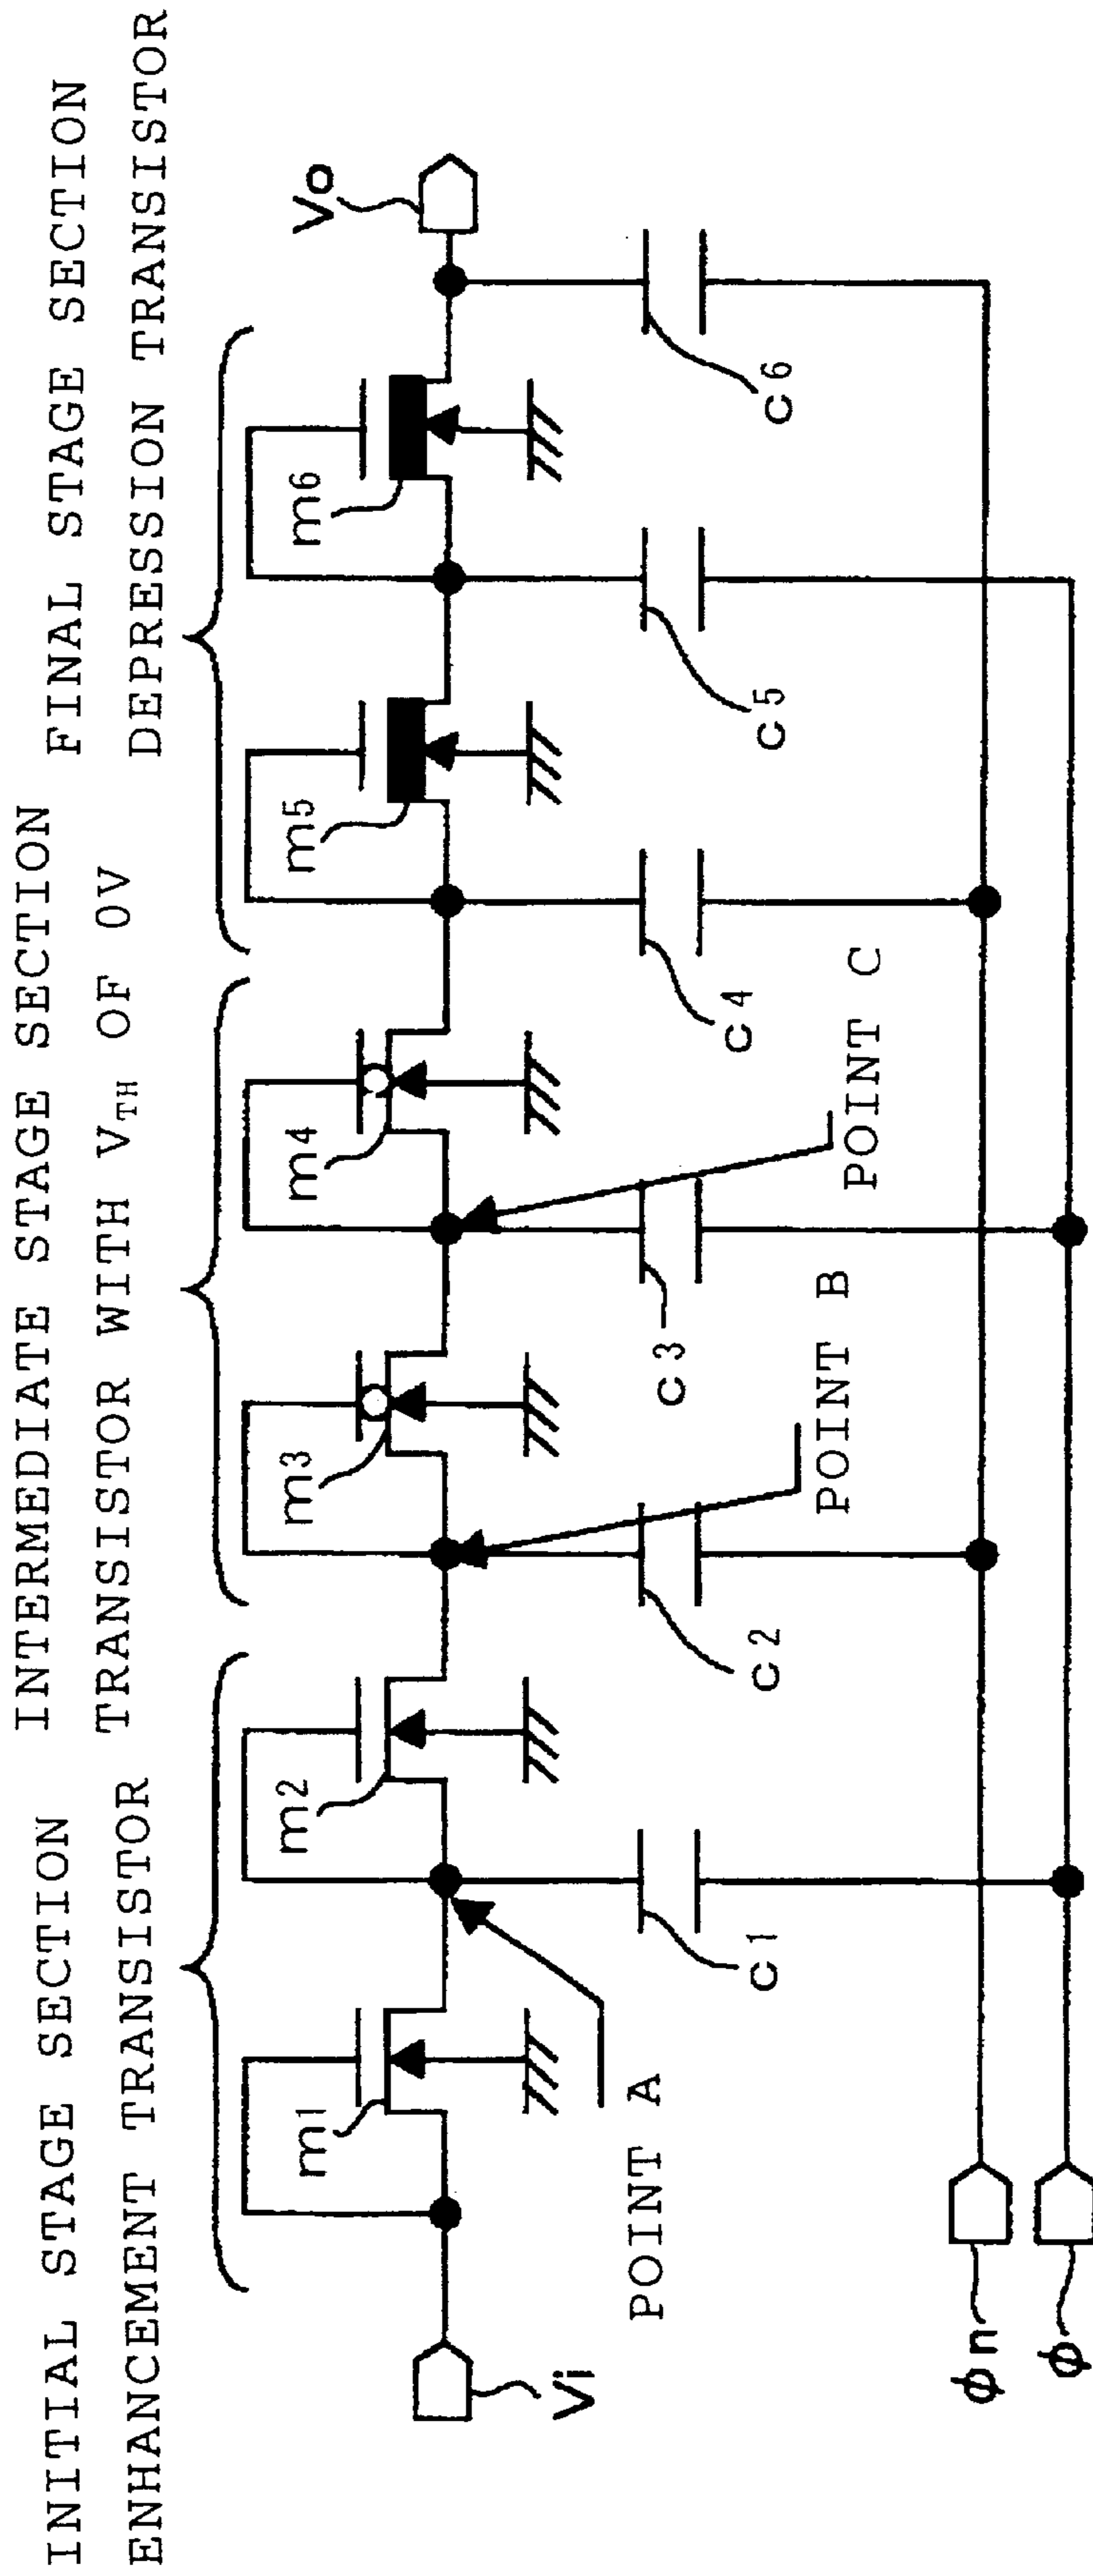 INITIAL STAGE SECTION
ENHANCEMENT TRANSISTOR
INTERMEDIATE STAGE SECTION
TRANSISTOR WITH VTH OF 0V
FINAL STAGE SECTION
DEPRESSION TRANSISTOR
m1
m2
m3
m4
m5
m6
Vi
Vo
POINT A
POINT B
POINT C
c1
c2
c3
c4
c5
c6
φn
φ